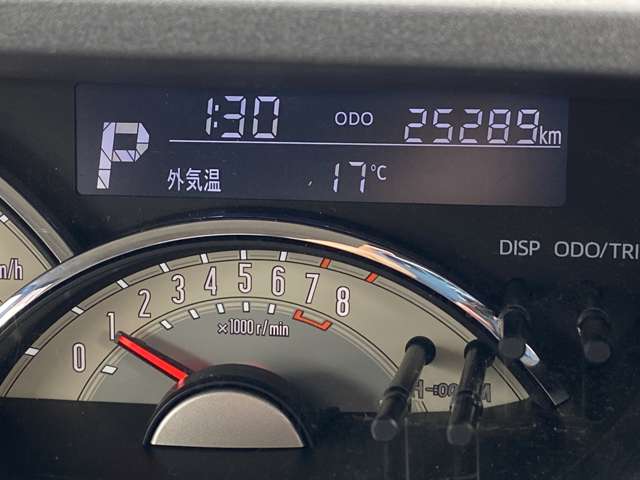 P 1:30 ODO 25289km
外気温 17℃
DISP ODO/TRI
m/h
0 1 2 3 4 5 6 7 8
×1000 r/min